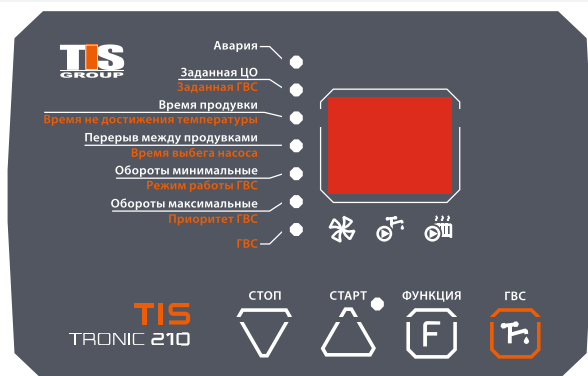 TIS
GROUP
Авария
Заданная ЦО
Заданная ГВС
Время продувки
Время не достижения температуры
Перерыв между продувками
Время выбега насоса
Обороты минимальные
Режим работы ГВС
Обороты максимальные
Приоритет ГВС
ГВС
TIS
TRONIC 210
СТОП
СТАРТ
ФУНКЦИЯ
ГВС
F